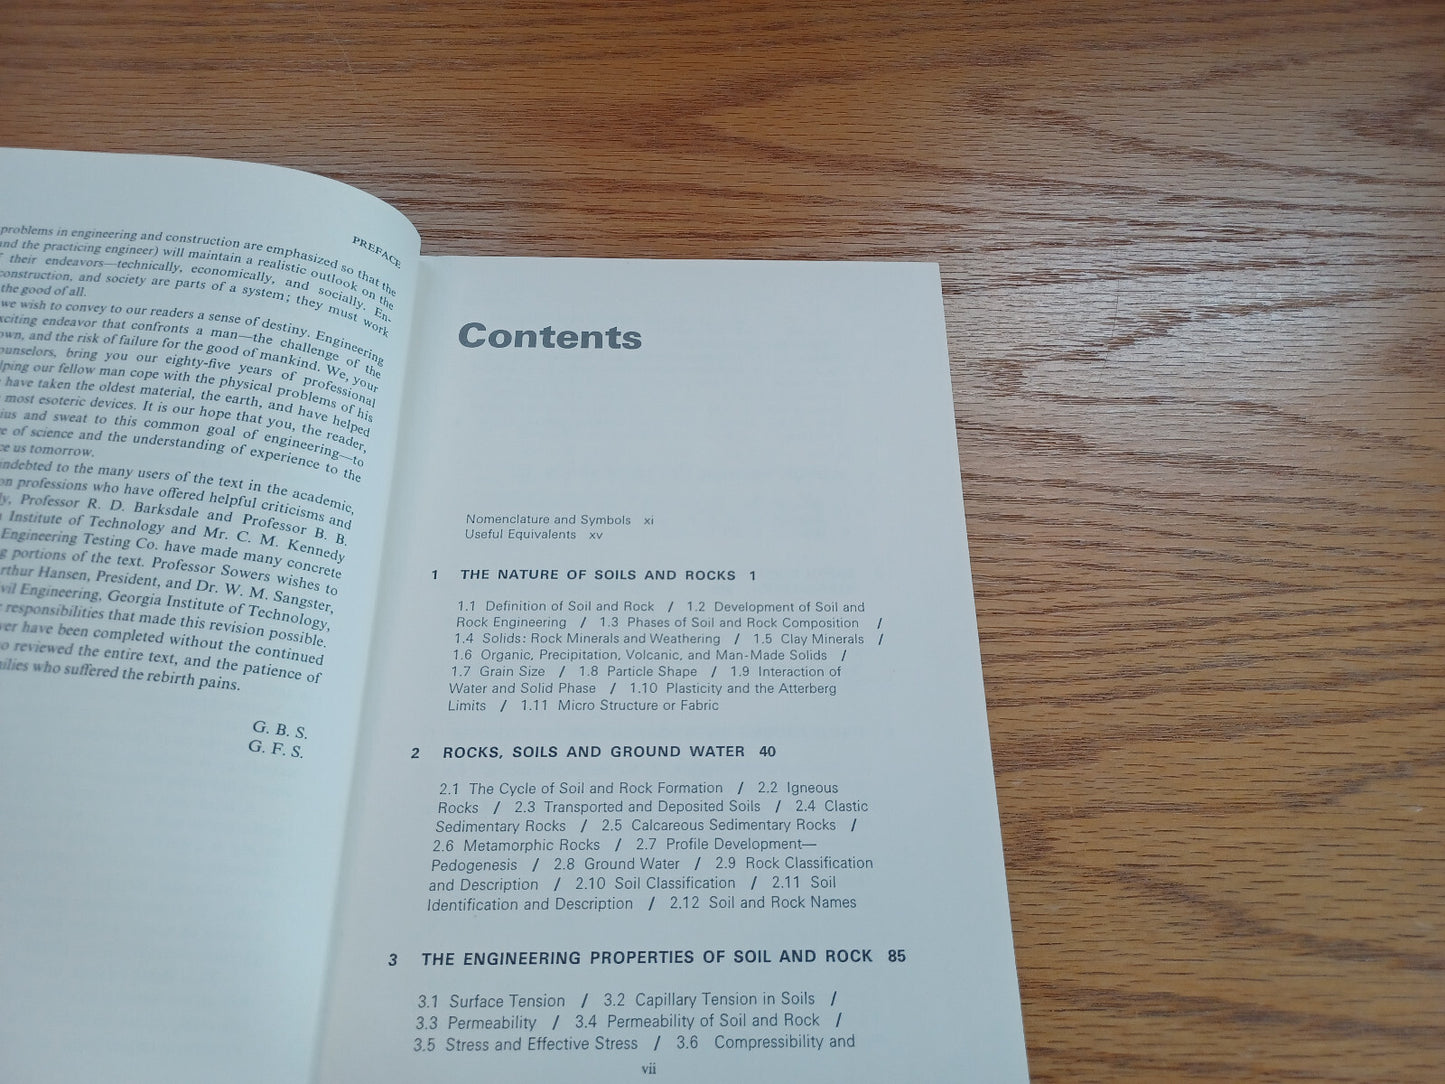 PREFACE
problems in engineering and construction are emphasized so that the
and the practicing engineer) will maintain a realistic outlook on the
their endeavors—technically, economically, and socially. En-
construction, and society are parts of a system; they must work
the good of all.
we wish to convey to our readers a sense of destiny. Engineering
exciting endeavor that confronts a man—the challenge of the
own, and the risk of failure for the good of mankind. We, your
ounselors, bring you our eighty-five years of professional
lping our fellow man cope with the physical problems of his
have taken the oldest material, the earth, and have helped
most esoteric devices. It is our hope that you, the reader,
ius and sweat to this common goal of engineering—to
e of science and the understanding of experience to the
ce us tomorrow.
indebted to the many users of the text in the academic,
on professions who have offered helpful criticisms and
ly, Professor R. D. Barksdale and Professor B. B.
Institute of Technology and Mr. C. M. Kennedy
Engineering Testing Co. have made many concrete
g portions of the text. Professor Sowers wishes to
rthur Hansen, President, and Dr. W. M. Sangster,
ivil Engineering, Georgia Institute of Technology,
responsibilities that made this revision possible.
ver have been completed without the continued
o reviewed the entire text, and the patience of
milies who suffered the rebirth pains.
G. B. S.
G. F. S.
Contents
Nomenclature and Symbols xi
Useful Equivalents xv
1 THE NATURE OF SOILS AND ROCKS 1
1.1 Definition of Soil and Rock / 1.2 Development of Soil and
Rock Engineering / 1.3 Phases of Soil and Rock Composition /
1.4 Solids: Rock Minerals and Weathering / 1.5 Clay Minerals /
1.6 Organic, Precipitation, Volcanic, and Man-Made Solids /
1.7 Grain Size / 1.8 Particle Shape / 1.9 Interaction of
Water and Solid Phase / 1.10 Plasticity and the Atterberg
Limits / 1.11 Micro Structure or Fabric
2 ROCKS, SOILS AND GROUND WATER 40
2.1 The Cycle of Soil and Rock Formation / 2.2 Igneous
Rocks / 2.3 Transported and Deposited Soils / 2.4 Clastic
Sedimentary Rocks / 2.5 Calcareous Sedimentary Rocks /
2.6 Metamorphic Rocks / 2.7 Profile Development—
Pedogenesis / 2.8 Ground Water / 2.9 Rock Classification
and Description / 2.10 Soil Classification / 2.11 Soil
Identification and Description / 2.12 Soil and Rock Names
3 THE ENGINEERING PROPERTIES OF SOIL AND ROCK 85
3.1 Surface Tension / 3.2 Capillary Tension in Soils /
3.3 Permeability / 3.4 Permeability of Soil and Rock /
3.5 Stress and Effective Stress / 3.6 Compressibility and
vii